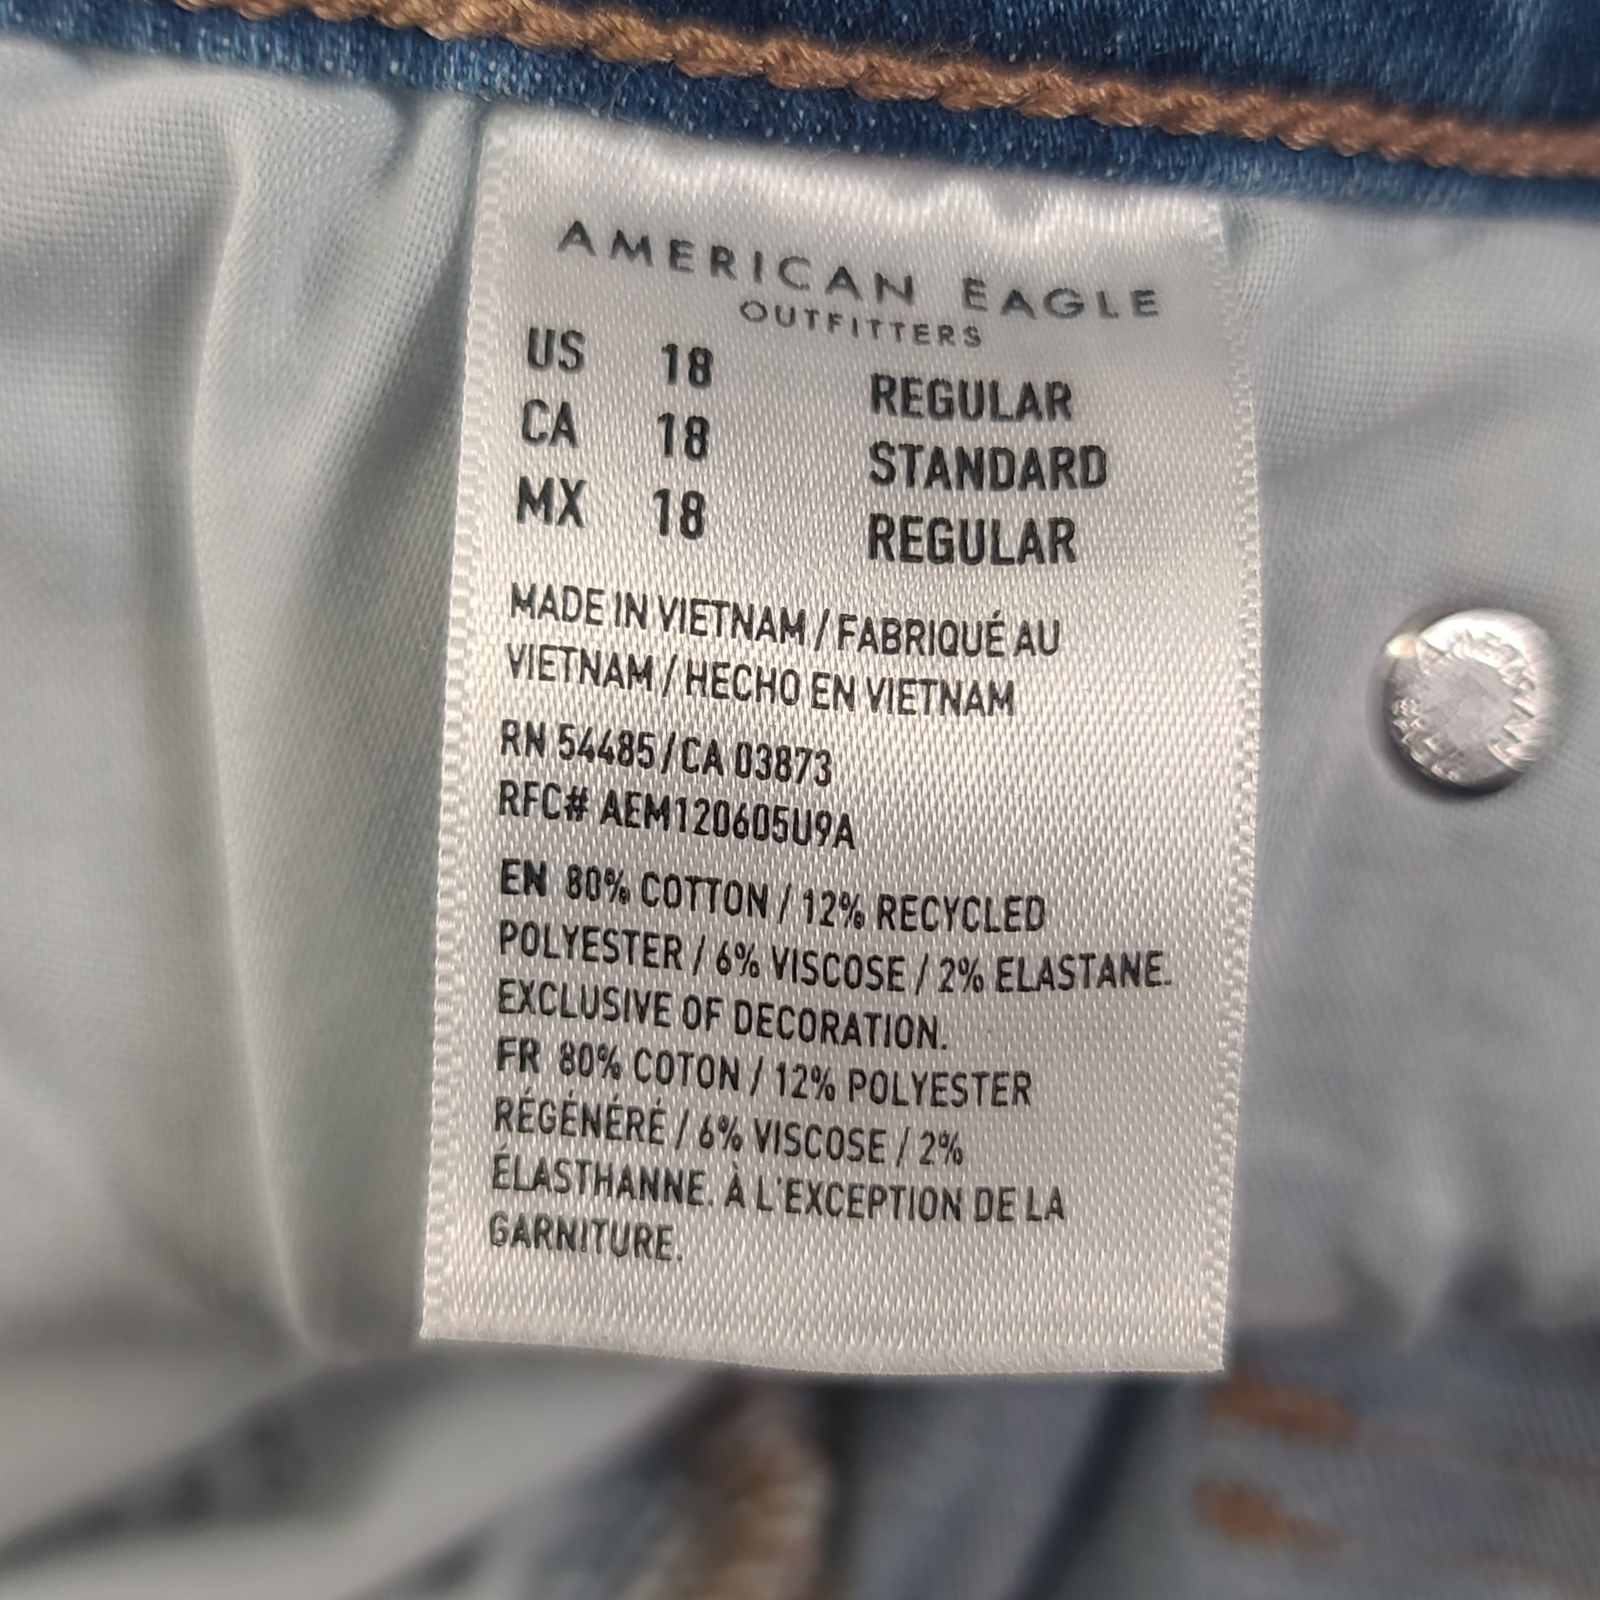 AMERICAN EAGLE
OUTFITTERS
US 18 REGULAR
CA 18 STANDARD
MX 18 REGULAR
MADE IN VIETNAM / FABRIQUÉ AU
VIETNAM / HECHO EN VIETNAM
RN 54485/CA 03873
RFC# AEM120605U9A
EN 80% COTTON / 12% RECYCLED
POLYESTER / 6% VISCOSE / 2% ELASTANE.
EXCLUSIVE OF DECORATION.
FR 80% COTON / 12% POLYESTER
RÉGÉNÉRÉ / 6% VISCOSE / 2%
ÉLASTHANNE. À L'EXCEPTION DE LA
GARNITURE.
AMERICAN
EAGLE